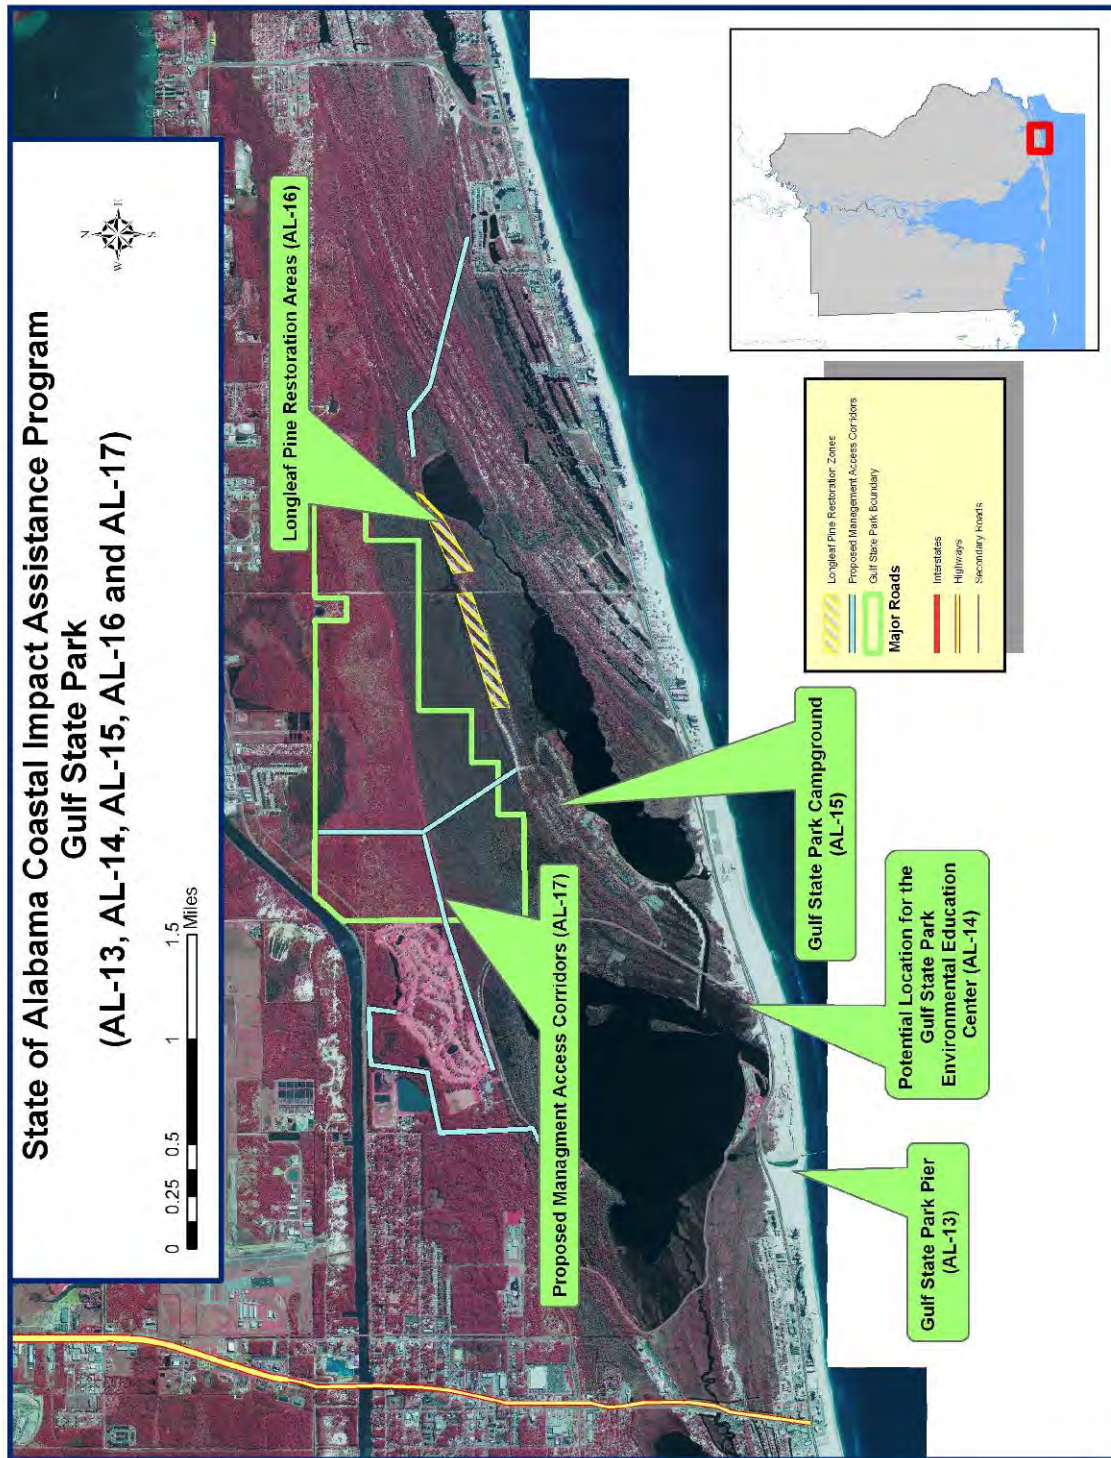 State of Alabama Coastal Impact Assistance Program
Gulf State Park
(AL-13, AL-14, AL-15, AL-16 and AL-17)
0 0.25 0.5 1 1.5
Miles
N
W E
S
Longleaf Pine Restoration Areas (AL-16)
Proposed Managment Access Corridors (AL-17)
Gulf State Park Campground
(AL-15)
Potential Location for the
Gulf State Park
Environmental Education
Center (AL-14)
Gulf State Park Pier
(AL-13)
Longleaf Pine Restoration Zones
Proposed Management Access Corridors
Gulf State Park Boundary
Major Roads
Interstates
Highways
Secondary Roads